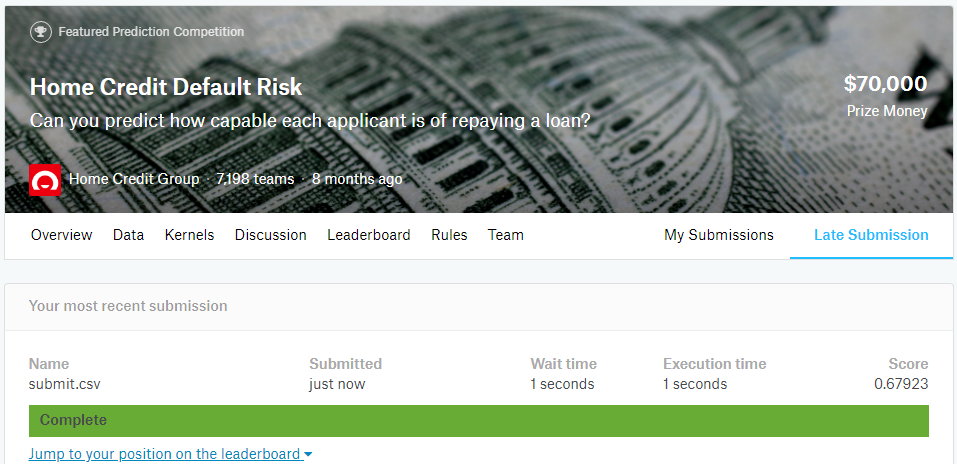 Featured Prediction Competition
Home Credit Default Risk
$70,000
Can you predict how capable each applicant is of repaying a loan?
Prize Money
Home Credit Group · 7,198 teams · 8 months ago
Overview Data Kernels Discussion Leaderboard Rules Team My Submissions Late Submission
Your most recent submission
Name Submitted Wait time Execution time Score
submit.csv just now 1 seconds 1 seconds 0.67923
Complete
Jump to your position on the leaderboard